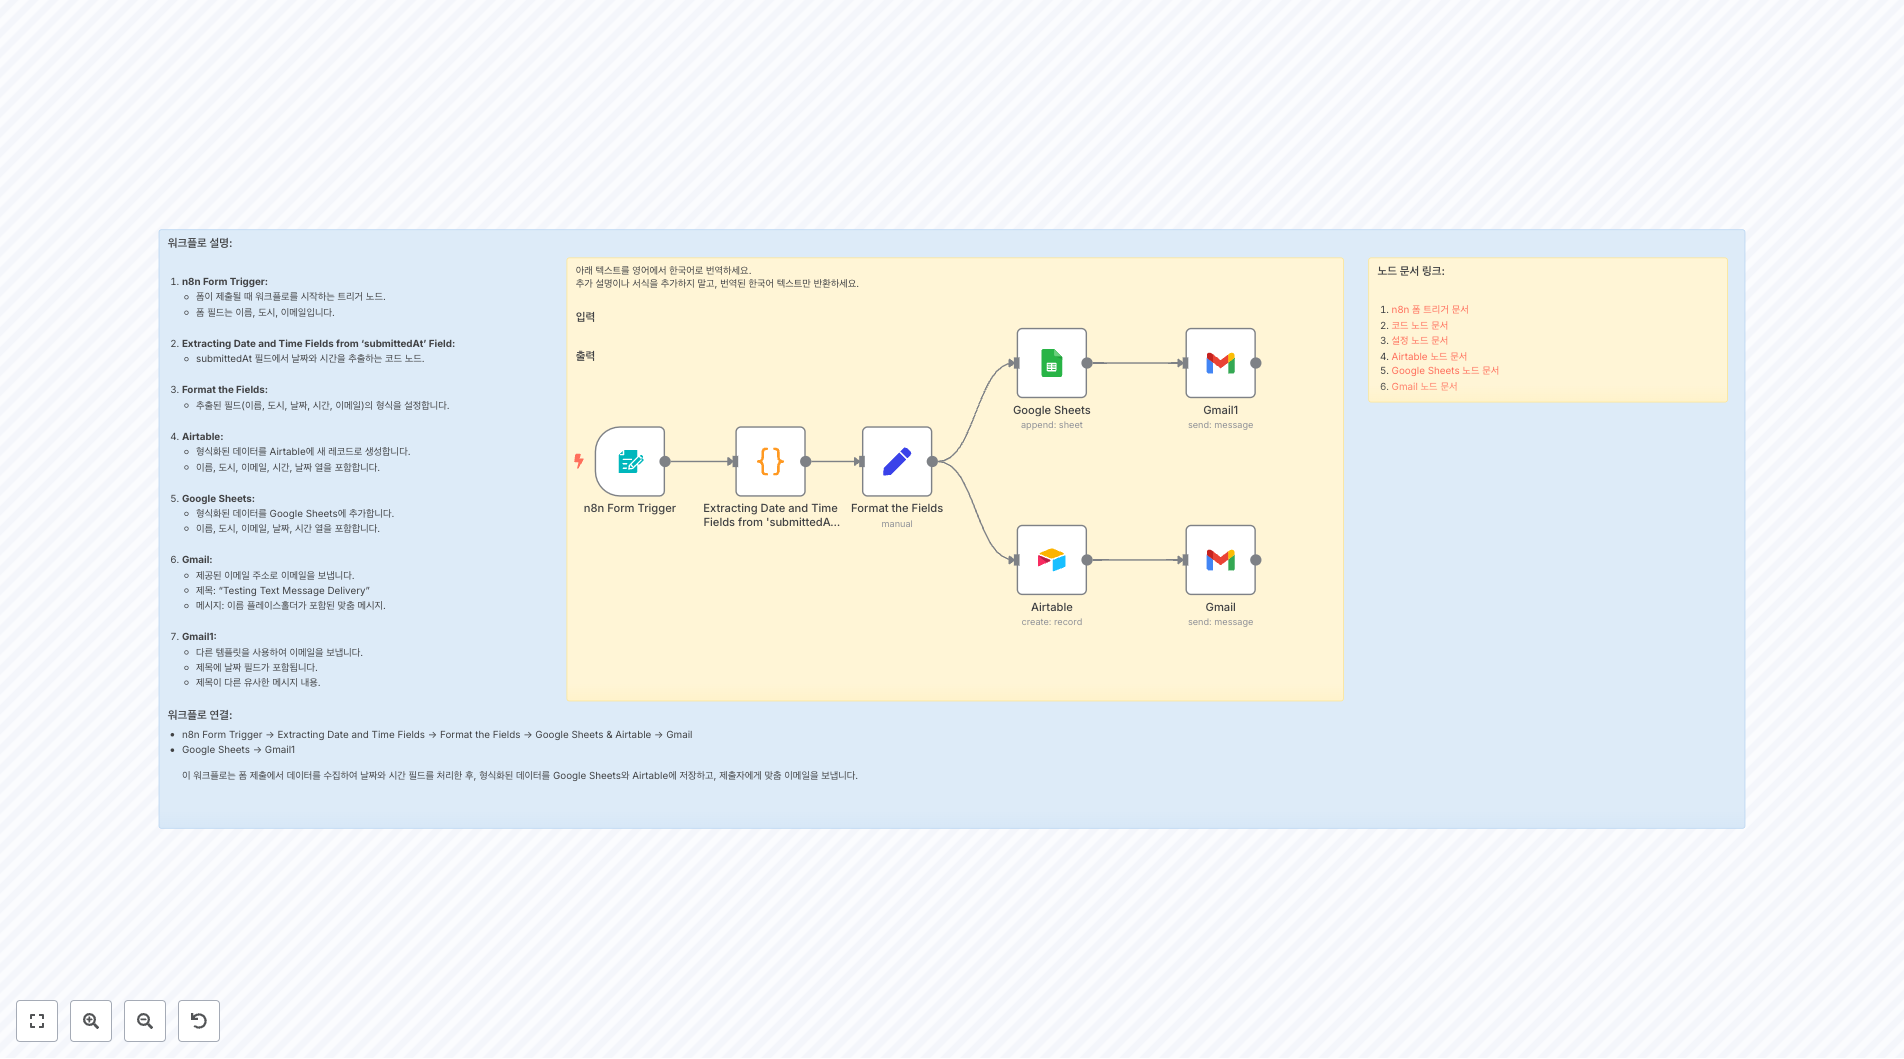 워크플로 설명:
1. n8n Form Trigger:
폼이 제출될 때 워크플로를 시작하는 트리거 노드.
폼 필드는 이름, 도시, 이메일입니다.
2. Extracting Date and Time Fields from ‘submittedAt’ Field:
submittedAt 필드에서 날짜와 시간을 추출하는 코드 노드.
3. Format the Fields:
추출된 필드(이름, 도시, 날짜, 시간, 이메일)의 형식을 설정합니다.
4. Airtable:
형식화된 데이터를 Airtable에 새 레코드로 생성합니다.
이름, 도시, 이메일, 시간, 날짜 열을 포함합니다.
5. Google Sheets:
형식화된 데이터를 Google Sheets에 추가합니다.
이름, 도시, 이메일, 날짜, 시간 열을 포함합니다.
6. Gmail:
제공된 이메일 주소로 이메일을 보냅니다.
제목: “Testing Text Message Delivery”
메시지: 이름 플레이스홀더가 포함된 맞춤 메시지.
7. Gmail1:
다른 템플릿을 사용하여 이메일을 보냅니다.
제목에 날짜 필드가 포함됩니다.
제목이 다른 유사한 메시지 내용.
워크플로 연결:
n8n Form Trigger → Extracting Date and Time Fields → Format the Fields → Google Sheets & Airtable → Gmail
Google Sheets → Gmail1
이 워크플로는 폼 제출에서 데이터를 수집하여 날짜와 시간 필드를 처리한 후, 형식화된 데이터를 Google Sheets와 Airtable에 저장하고, 제출자에게 맞춤 이메일을 보냅니다.
아래 텍스트를 영어에서 한국어로 번역하세요.
추가 설명이나 서식을 추가하지 말고, 번역된 한국어 텍스트만 반환하세요.
입력
출력
n8n Form Trigger
Extracting Date and Time
Fields from 'submittedA...
Format the Fields
manual
Google Sheets
append: sheet
Gmail1
send: message
Airtable
create: record
Gmail
send: message
노드 문서 링크:
1. n8n 폼 트리거 문서
2. 코드 노드 문서
3. 설정 노드 문서
4. Airtable 노드 문서
5. Google Sheets 노드 문서
6. Gmail 노드 문서